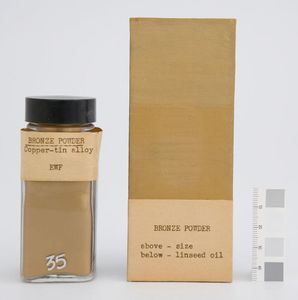 BRONZE POWDER
Copper-tin alloy
EWF
35
BRONZE POWDER
above - size
below - linseed oil